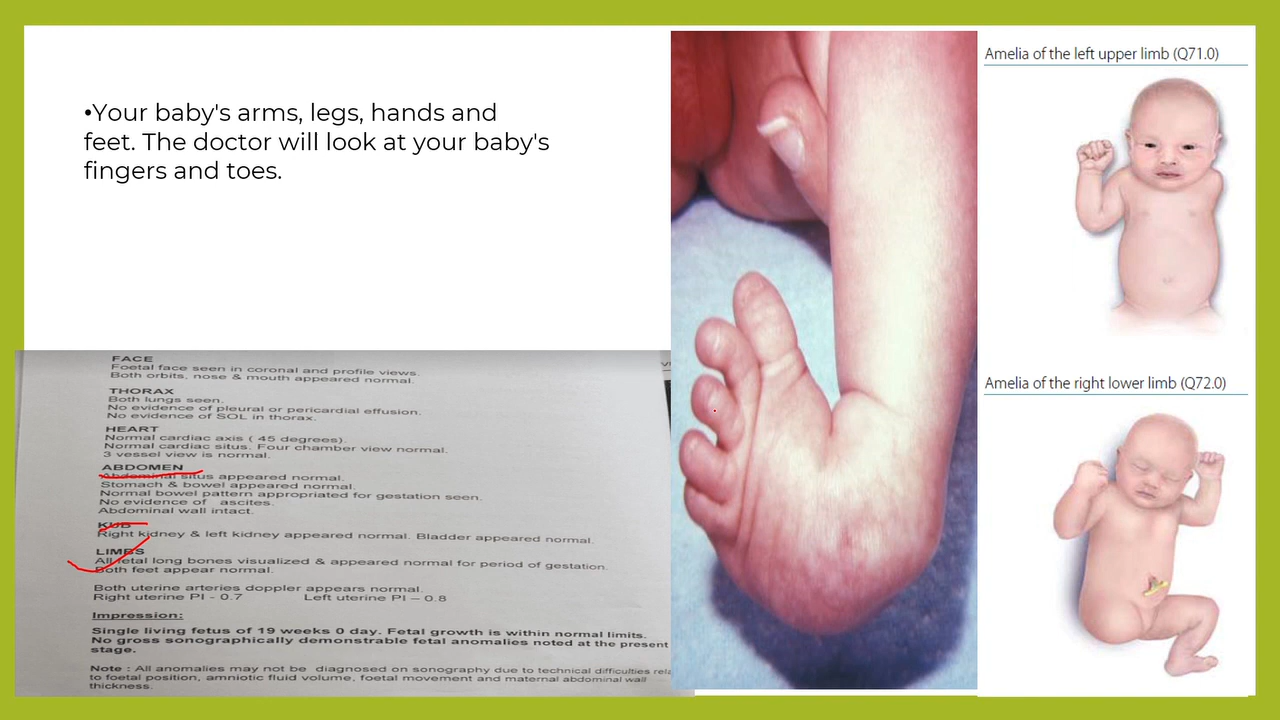 •Your baby's arms, legs, hands and
feet. The doctor will look at your baby's
fingers and toes.
FACE
Foetal face seen in coronal and profile views.
Both orbits, nose & mouth appeared normal.
THORAX
Both lungs seen.
No evidence of pleural or pericardial effusion.
No evidence of SOL in thorax.
HEART
Normal cardiac axis ( 45 degrees).
Normal cardiac situs. Four chamber view normal.
3 vessel view is normal.
ABDOMEN
Abdominal situs appeared normal.
Stomach & bowel appeared normal.
Normal bowel pattern appropriated for gestation seen.
No evidence of ascites.
Abdominal wall intact.
KUB
Right kidney & left kidney appeared normal. Bladder appeared normal.
LIMBS
All fetal long bones visualized & appeared normal for period of gestation.
Both feet appear normal.
Both uterine arteries doppler appears normal.
Right uterine PI - 0.7 Left uterine PI – 0.8
Impression:
Single living fetus of 19 weeks 0 day. Fetal growth is within normal limits.
No gross sonographically demonstrable fetal anomalies noted at the present
stage.
Note : All anomalies may not be diagnosed on sonography due to technical difficulties
to foetal position, amniotic fluid volume, foetal movement and maternal abdominal wall
thickness.
Amelia of the left upper limb (Q71.0)
Amelia of the right lower limb (Q72.0)